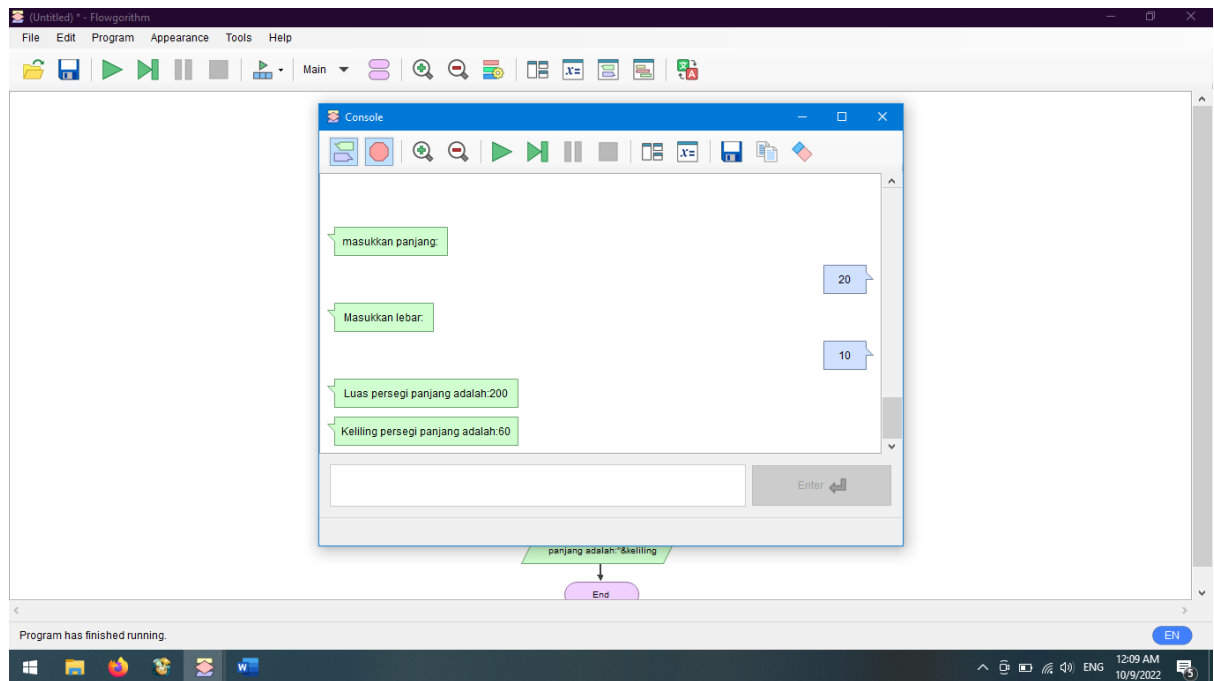 (Untitled) * - Flowgorithm
File Edit Program Appearance Tools Help
Main
Console
masukkan panjang:
20
Masukkan lebar:
10
Luas persegi panjang adalah:200
Keliling persegi panjang adalah:60
Enter
panjang adalah:"&keliling
End
Program has finished running.
EN
ENG
12:09 AM
10/9/2022
5